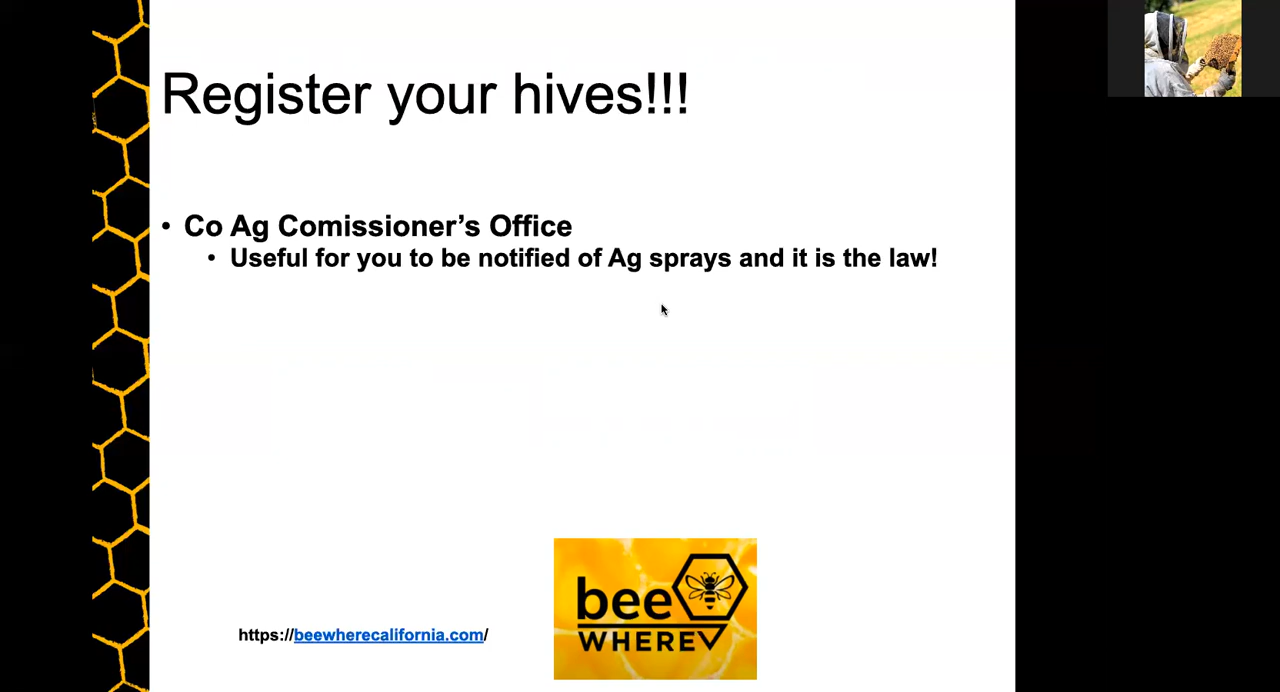 Register your hives!!!
• Co Ag Comissioner’s Office
• Useful for you to be notified of Ag sprays and it is the law!
bee
WHERE
https://beewherecalifornia.com/